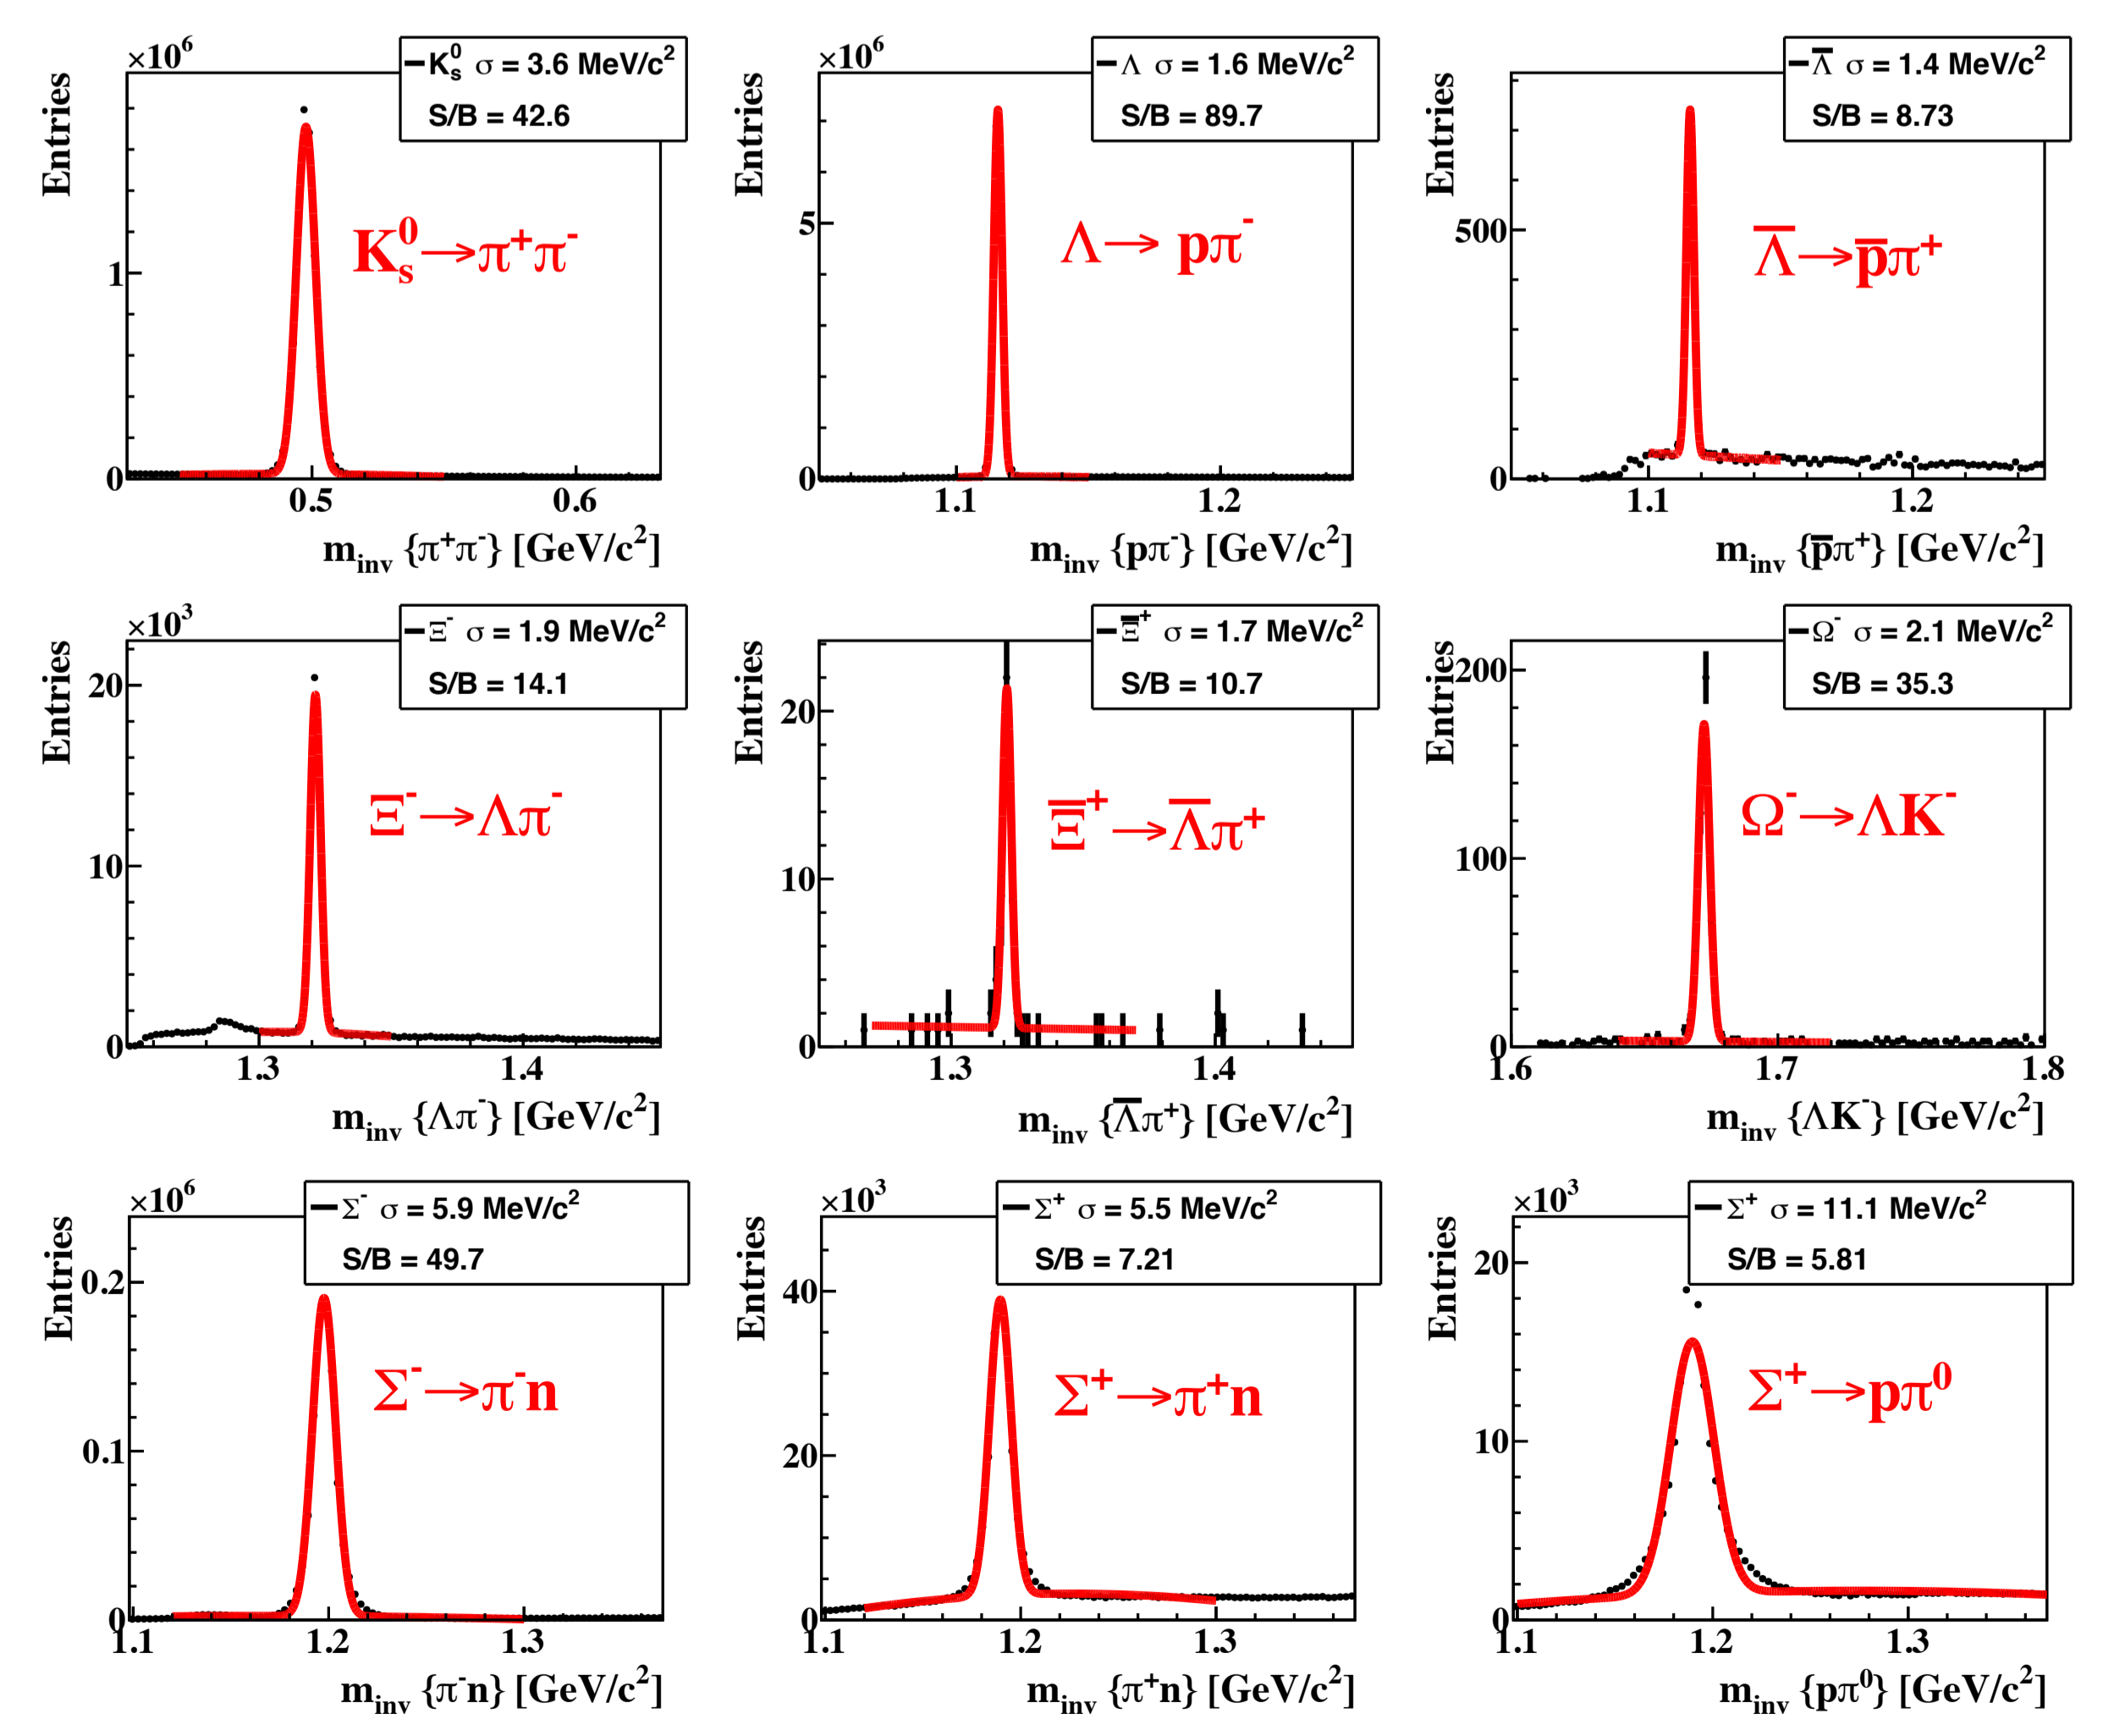 ×10⁶
K⁰ₛ σ = 3.6 MeV/c²
S/B = 42.6
Entries
K⁰ₛ→π⁺π⁻
1
0
0.5 0.6
m_inv {π⁺π⁻} [GeV/c²]
×10⁶
Λ σ = 1.6 MeV/c²
S/B = 89.7
Entries
Λ→ pπ⁻
5
0
1.1 1.2
m_inv {pπ⁻} [GeV/c²]
Λ̅ σ = 1.4 MeV/c²
S/B = 8.73
Entries
Λ̅→p̅π⁺
500
0
1.1 1.2
m_inv {p̅π⁺} [GeV/c²]
×10³
Ξ⁻ σ = 1.9 MeV/c²
S/B = 14.1
Entries
20
Ξ⁻→Λπ⁻
10
0
1.3 1.4
m_inv {Λπ⁻} [GeV/c²]
Ξ̅⁺ σ = 1.7 MeV/c²
S/B = 10.7
Entries
20
Ξ̅⁺→Λ̅π⁺
10
0
1.3 1.4
m_inv {Λ̅π⁺} [GeV/c²]
Ω⁻ σ = 2.1 MeV/c²
S/B = 35.3
Entries
200
Ω⁻→ΛK⁻
100
0
1.6 1.7 1.8
m_inv {ΛK⁻} [GeV/c²]
×10⁶
Σ⁻ σ = 5.9 MeV/c²
S/B = 49.7
Entries
0.2
Σ⁻→π⁻n
0.1
0
1.1 1.2 1.3
m_inv {π⁻n} [GeV/c²]
×10³
Σ⁺ σ = 5.5 MeV/c²
S/B = 7.21
Entries
40
Σ⁺→π⁺n
20
0
1.1 1.2 1.3
m_inv {π⁺n} [GeV/c²]
×10³
Σ⁺ σ = 11.1 MeV/c²
S/B = 5.81
Entries
20
Σ⁺→pπ⁰
10
0
1.1 1.2 1.3
m_inv {pπ⁰} [GeV/c²]